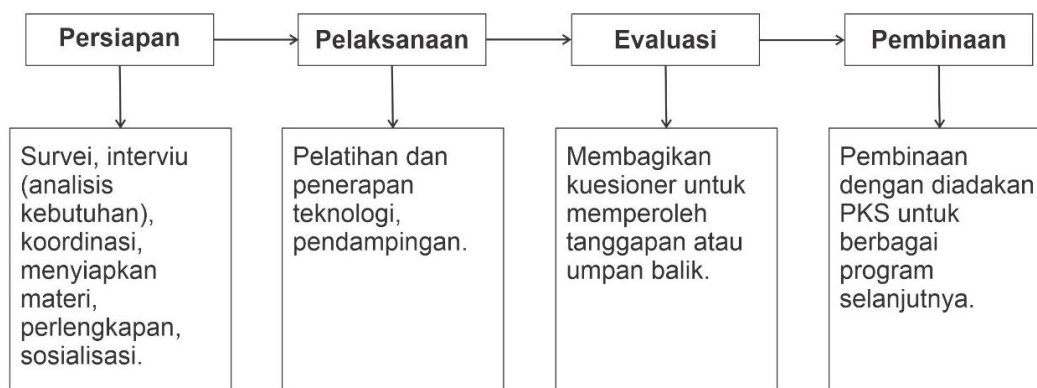 Persiapan
Pelaksanaan
Evaluasi
Pembinaan
Survei, interviu
(analisis
kebutuhan),
koordinasi,
menyiapkan
materi,
perlengkapan,
sosialisasi.
Pelatihan dan
penerapan
teknologi,
pendampingan.
Membagikan
kuesioner untuk
memperoleh
tanggapan atau
umpan balik.
Pembinaan
dengan diadakan
PKS untuk
berbagai
program
selanjutnya.